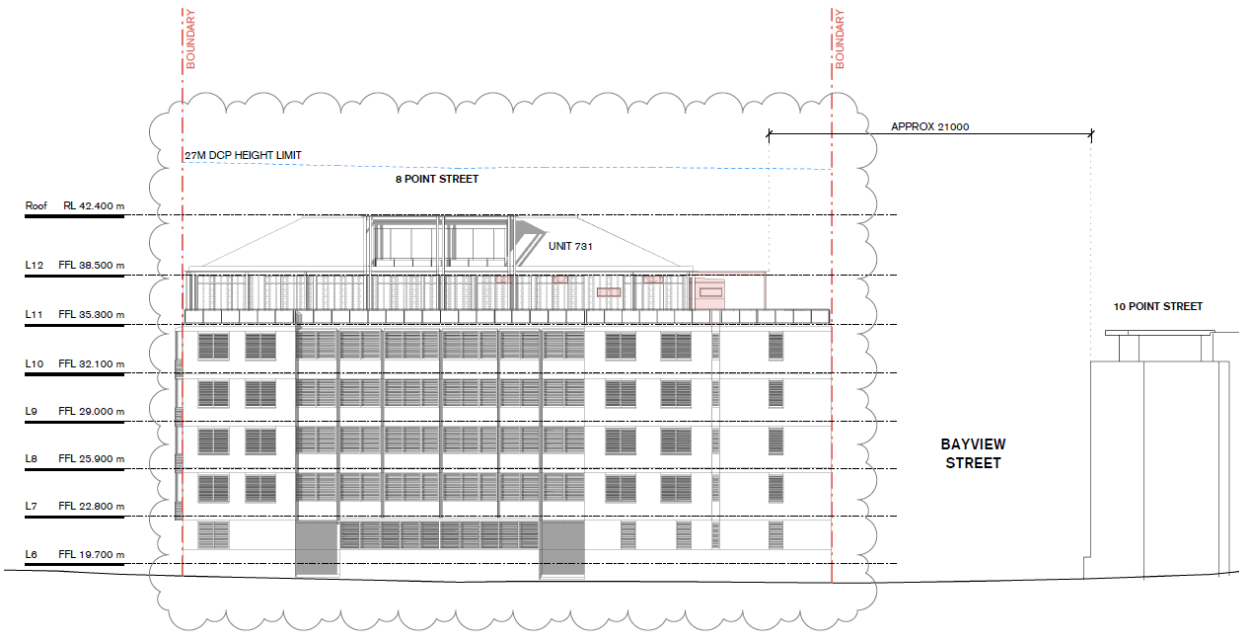 BOUNDARY
BOUNDARY
APPROX 21000
27M DCP HEIGHT LIMIT
8 POINT STREET
Roof RL 42.400 m
UNIT 731
L12 FFL 38.500 m
L11 FFL 35.300 m
10 POINT STREET
L10 FFL 32.100 m
L9 FFL 29.000 m
BAYVIEW
STREET
L8 FFL 25.900 m
L7 FFL 22.800 m
L6 FFL 19.700 m